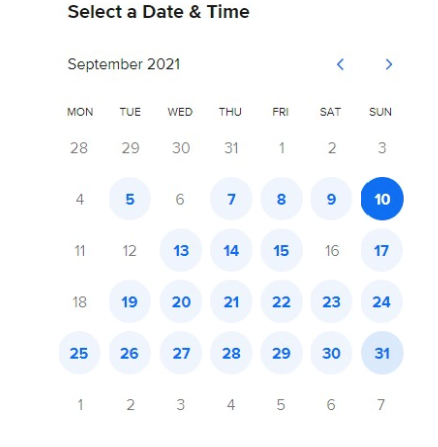 Select a Date & Time
September 2021
MON TUE WED THU FRI SAT SUN
28 29 30 31 1 2 3
4 5 6 7 8 9 10
11 12 13 14 15 16 17
18 19 20 21 22 23 24
25 26 27 28 29 30 31
1 2 3 4 5 6 7